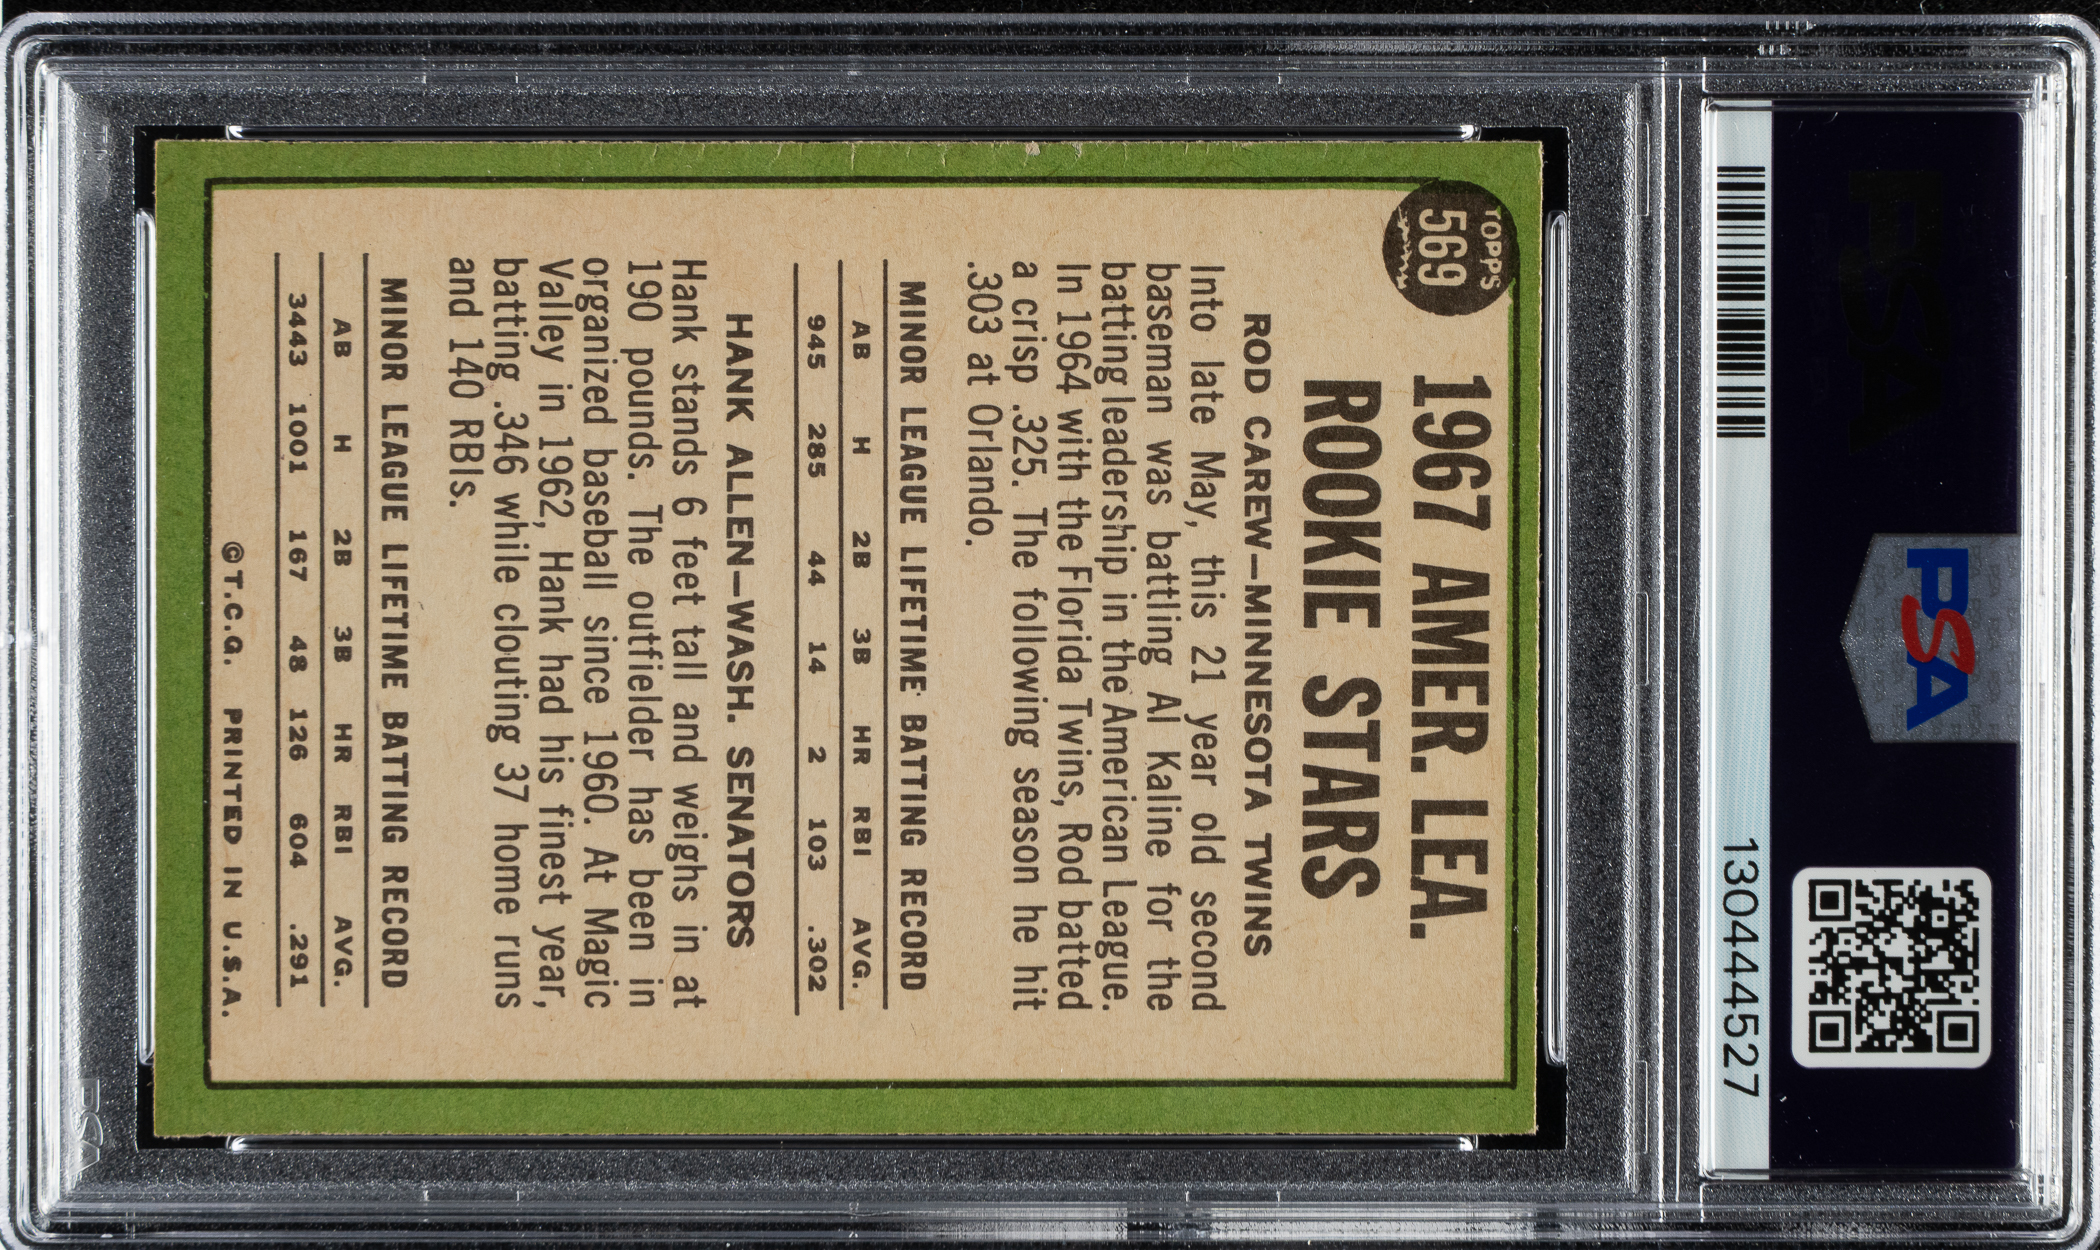 PSA
130444527
TOPPS
569
1967 AMER. LEA.
ROOKIE STARS
ROD CAREW—MINNESOTA TWINS
Into late May, this 21 year old second
baseman was battling Al Kaline for the
batting leadership in the American League.
In 1964 with the Florida Twins, Rod batted
a crisp .325. The following season he hit
.303 at Orlando.
MINOR LEAGUE LIFETIME BATTING RECORD
AB H 2B 3B HR RBI AVG.
945 285 44 14 2 103 .302
HANK ALLEN—WASH. SENATORS
Hank stands 6 feet tall and weighs in at
190 pounds. The outfielder has been in
organized baseball since 1960. At Magic
Valley in 1962, Hank had his finest year,
batting .346 while clouting 37 home runs
and 140 RBIs.
MINOR LEAGUE LIFETIME BATTING RECORD
AB H 2B 3B HR RBI AVG.
3443 1001 167 48 126 604 .291
©T.C.G. PRINTED IN U.S.A.
PSA